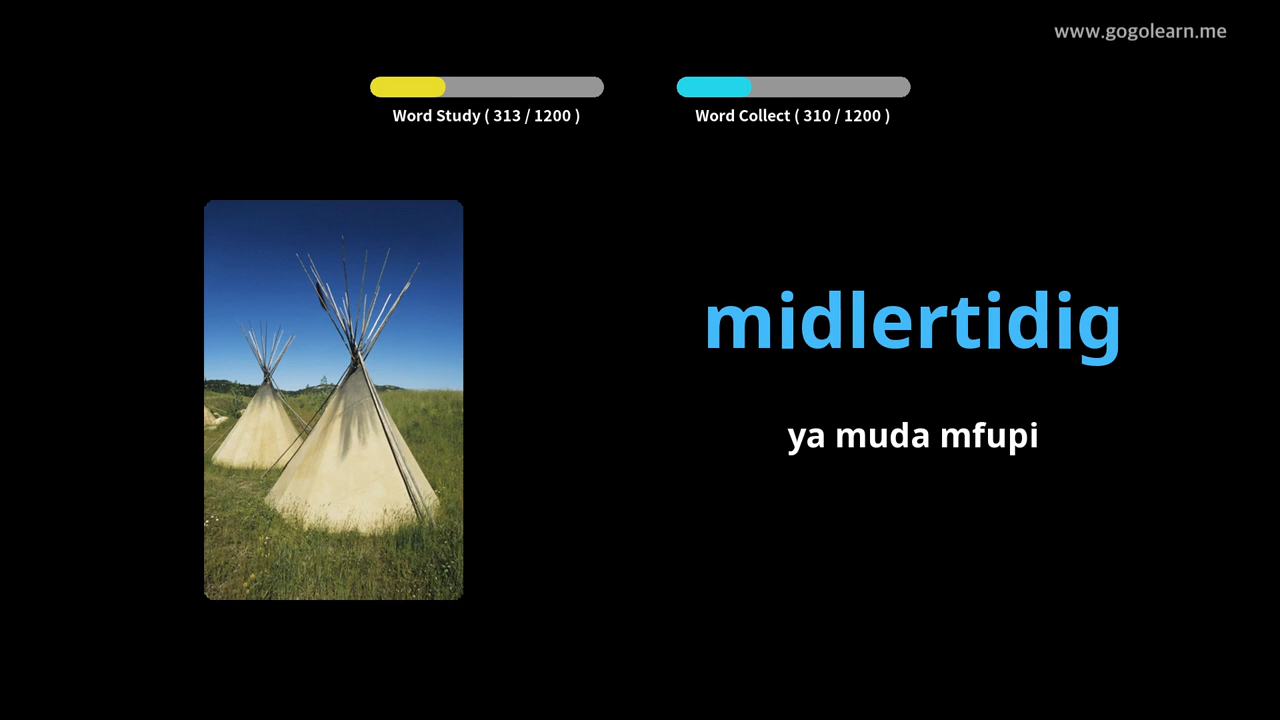 www.gogolearn.me
Word Study ( 313 / 1200 )
Word Collect ( 310 / 1200 )
midlertidig
ya muda mfupi